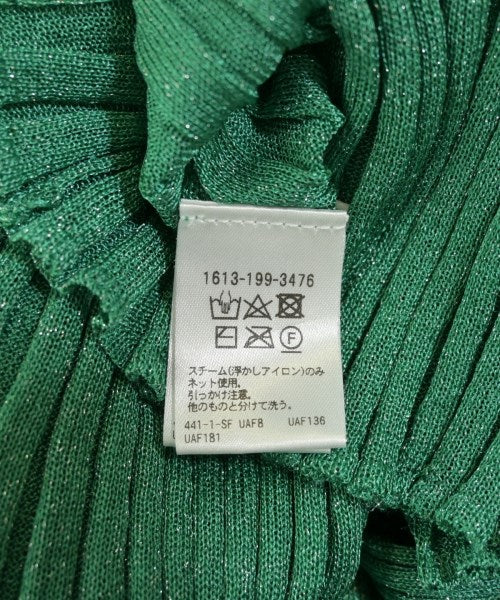 1613-199-3476
スチーム(浮かしアイロン)のみ
ネット使用。
引っかけ注意。
他のものと分けて洗う。
441-1-SF UAF8 UAF136
UAF181